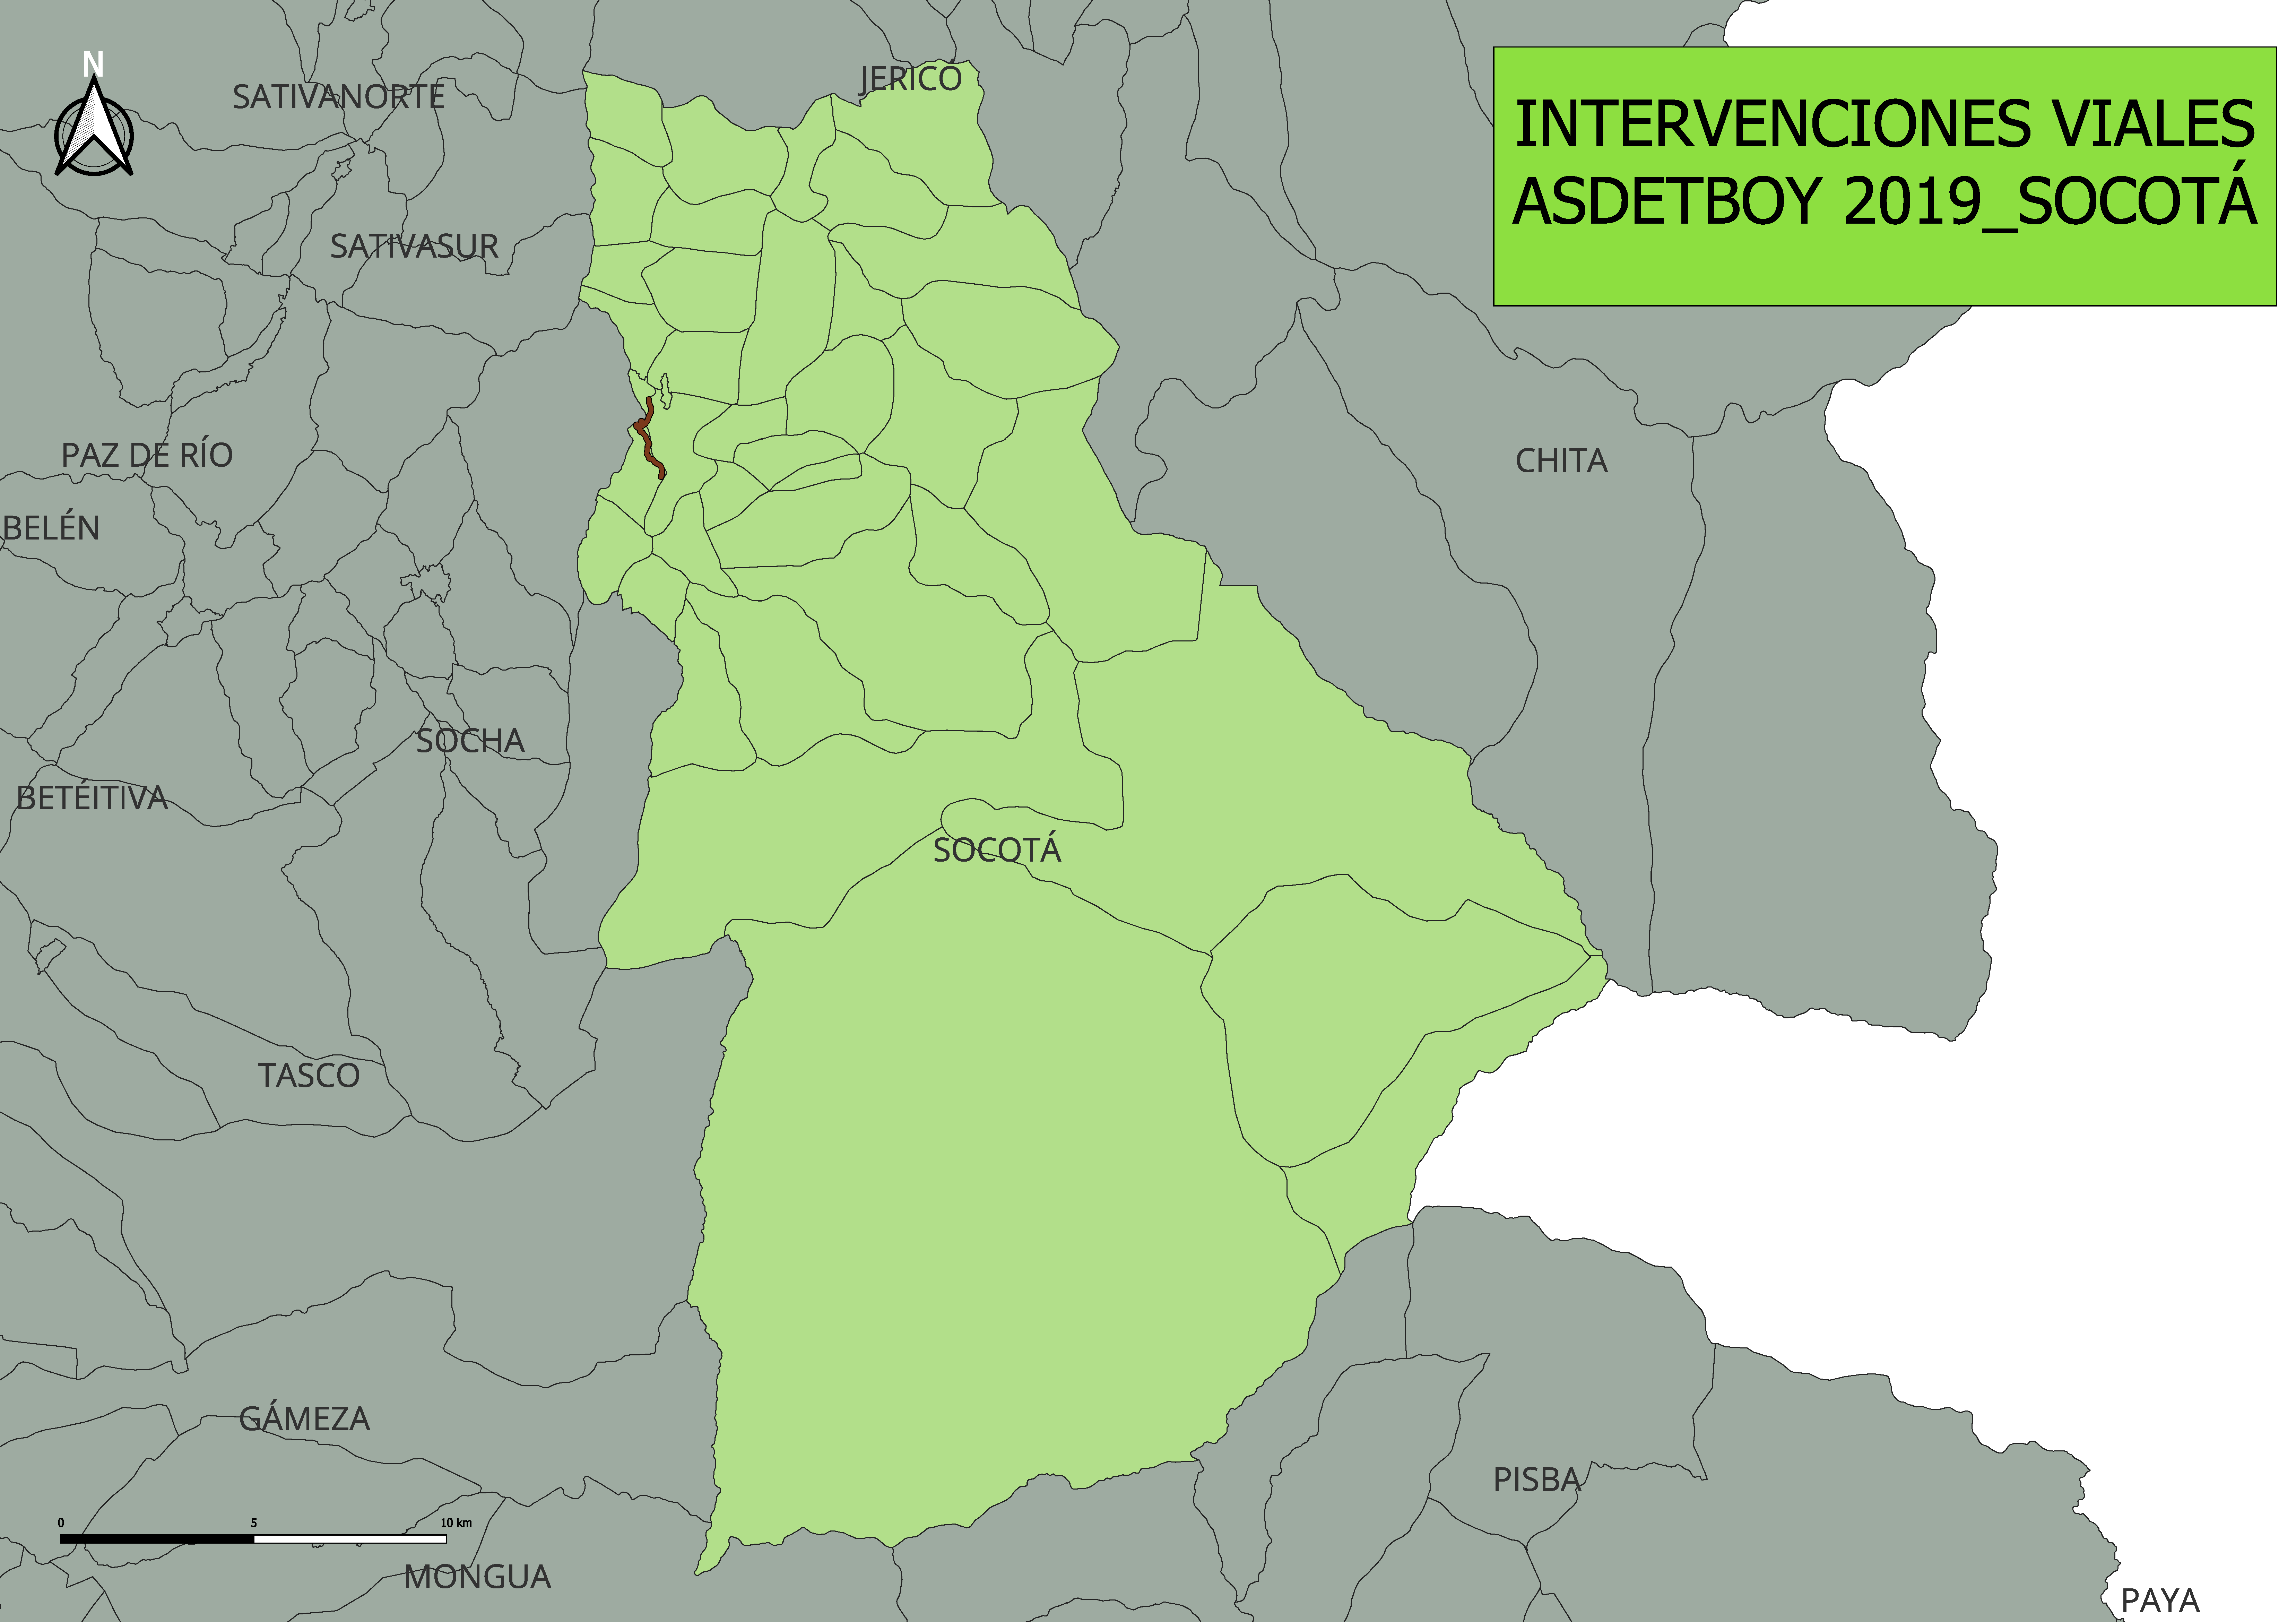 N
JERICÓ
SATIVANORTE
INTERVENCIONES VIALES
ASDETBOY 2019_SOCOTÁ
SATIVASUR
PAZ DE RÍO
CHITA
BELÉN
SOCHA
BETÉITIVA
SOCOTÁ
TASCO
GÁMEZA
PISBA
0 5 10 km
MONGUA
PAYA